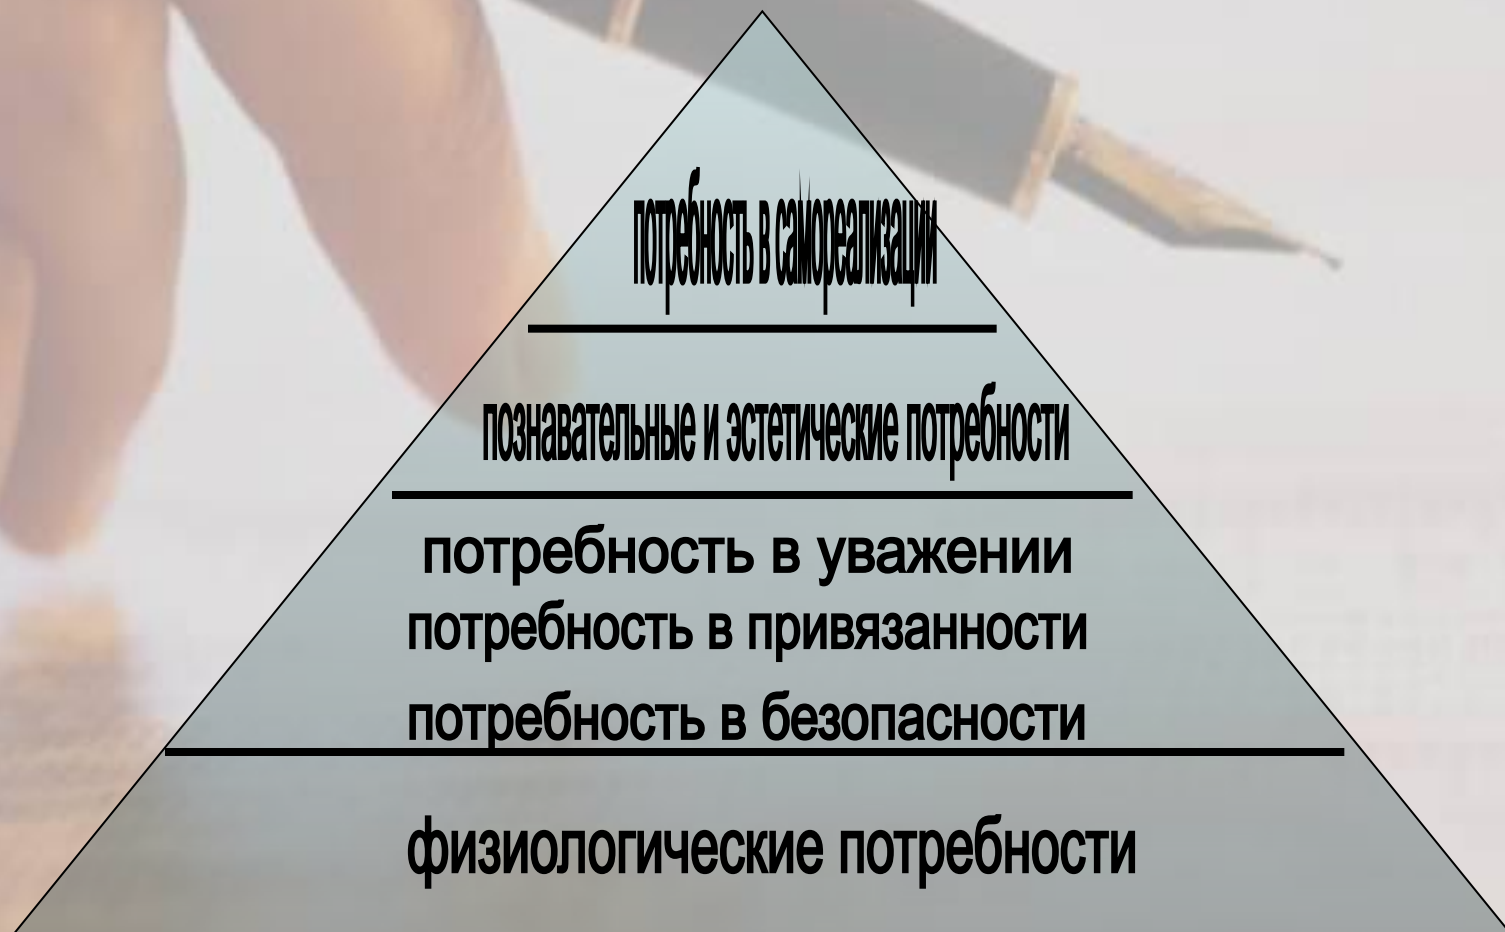 потребность в самореализации
познавательные и эстетические потребности
потребность в уважении
потребность в привязанности
потребность в безопасности
физиологические потребности